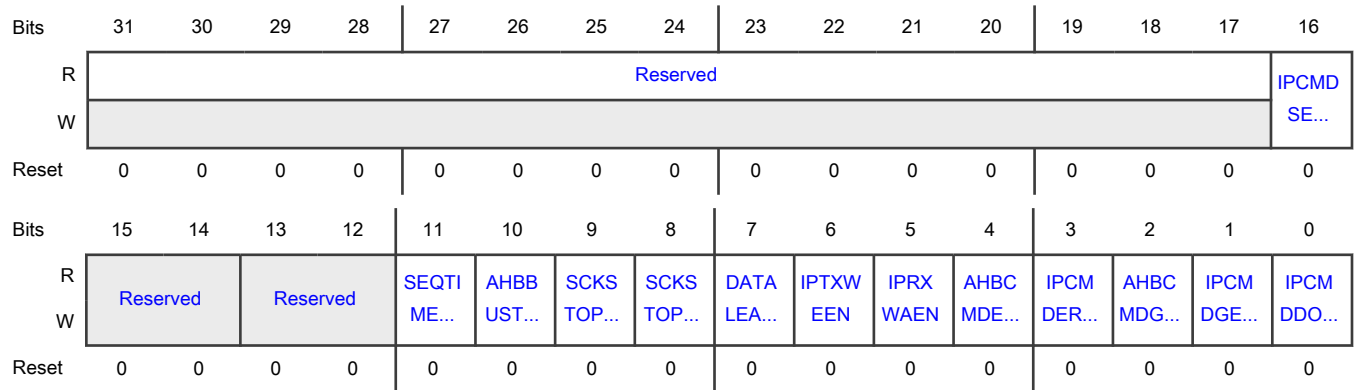 Bits 31 30 29 28 27 26 25 24 23 22 21 20 19 18 17 16
R Reserved IPCMD
W SE...
Reset 0 0 0 0 0 0 0 0 0 0 0 0 0 0 0 0
Bits 15 14 13 12 11 10 9 8 7 6 5 4 3 2 1 0
R Reserved Reserved SEQTI AHBB SCKS SCKS DATA IPTXW IPRX AHBC IPCM AHBC IPCM IPCM
W ME... UST... TOP... TOP... LEA... EEN WAEN MDE... DER... MDG... DGE... DDO...
Reset 0 0 0 0 0 0 0 0 0 0 0 0 0 0 0 0